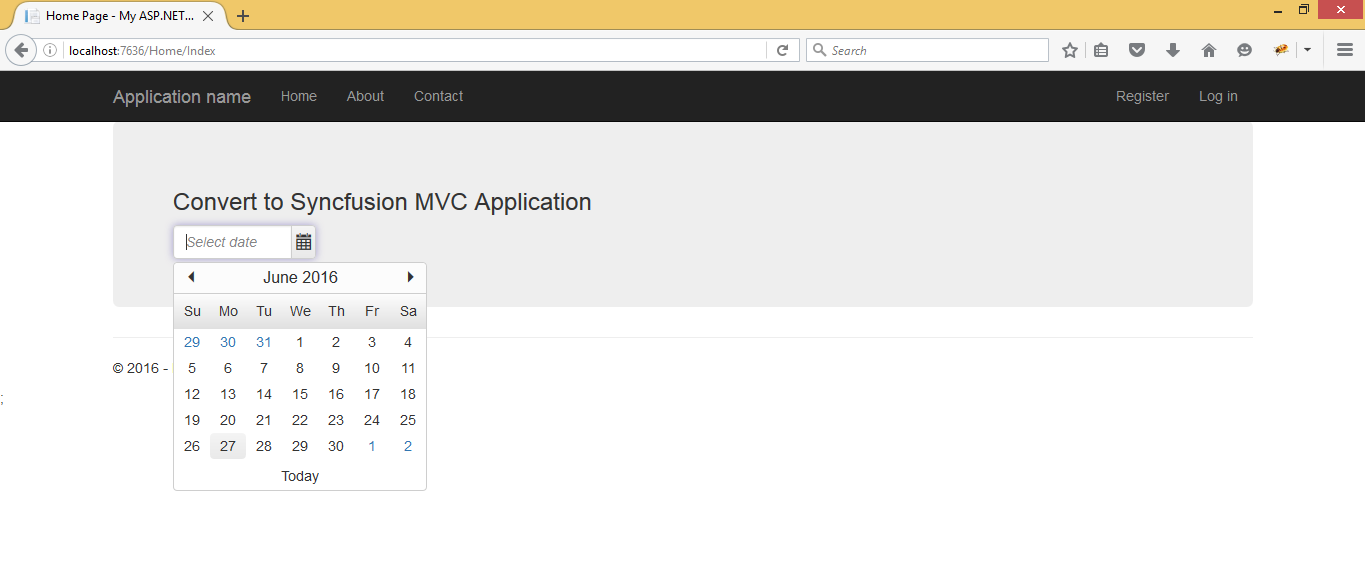 Home Page - My ASP.NET...
localhost:7636/Home/Index
Search
Application name Home About Contact Register Log in
Convert to Syncfusion MVC Application
Select date
June 2016
Su Mo Tu We Th Fr Sa
29 30 31 1 2 3 4
5 6 7 8 9 10 11
12 13 14 15 16 17 18
19 20 21 22 23 24 25
26 27 28 29 30 1 2
Today
© 2016 -
;